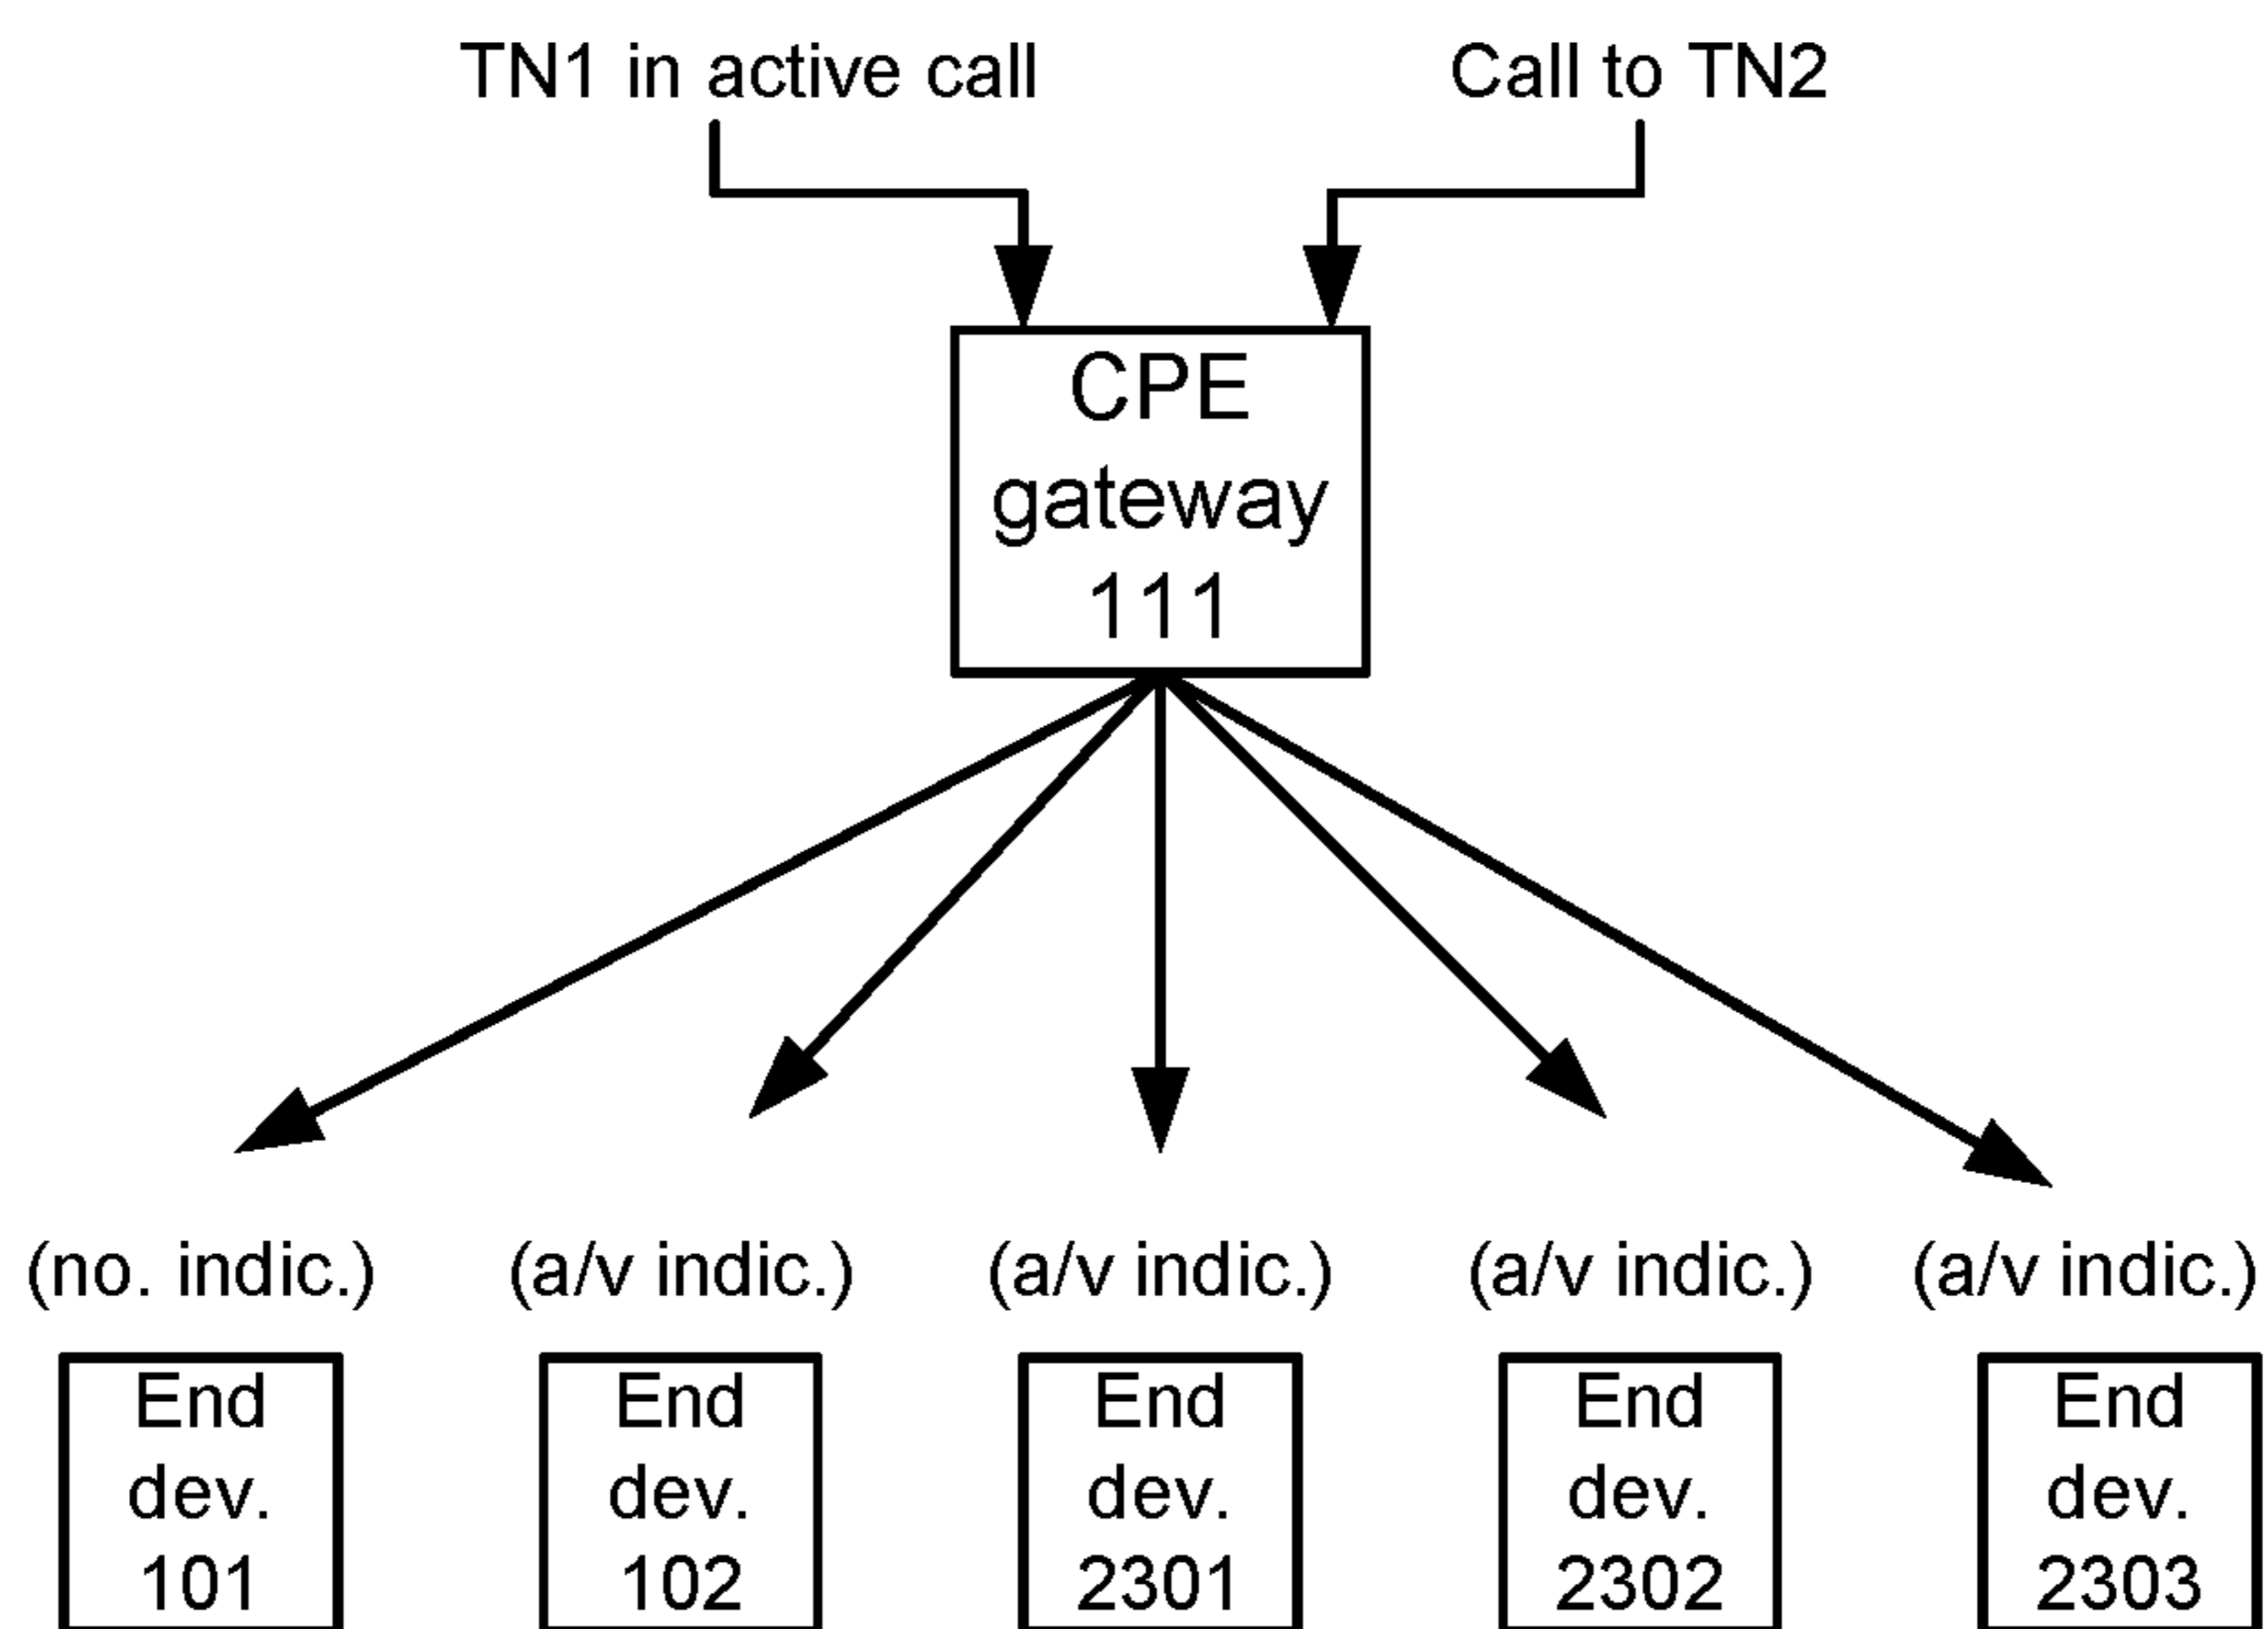 TN1 in active call
Call to TN2
CPE
gateway
111
(no. indic.)
(a/v indic.)
(a/v indic.)
(a/v indic.)
(a/v indic.)
End
dev.
101
End
dev.
102
End
dev.
2301
End
dev.
2302
End
dev.
2303